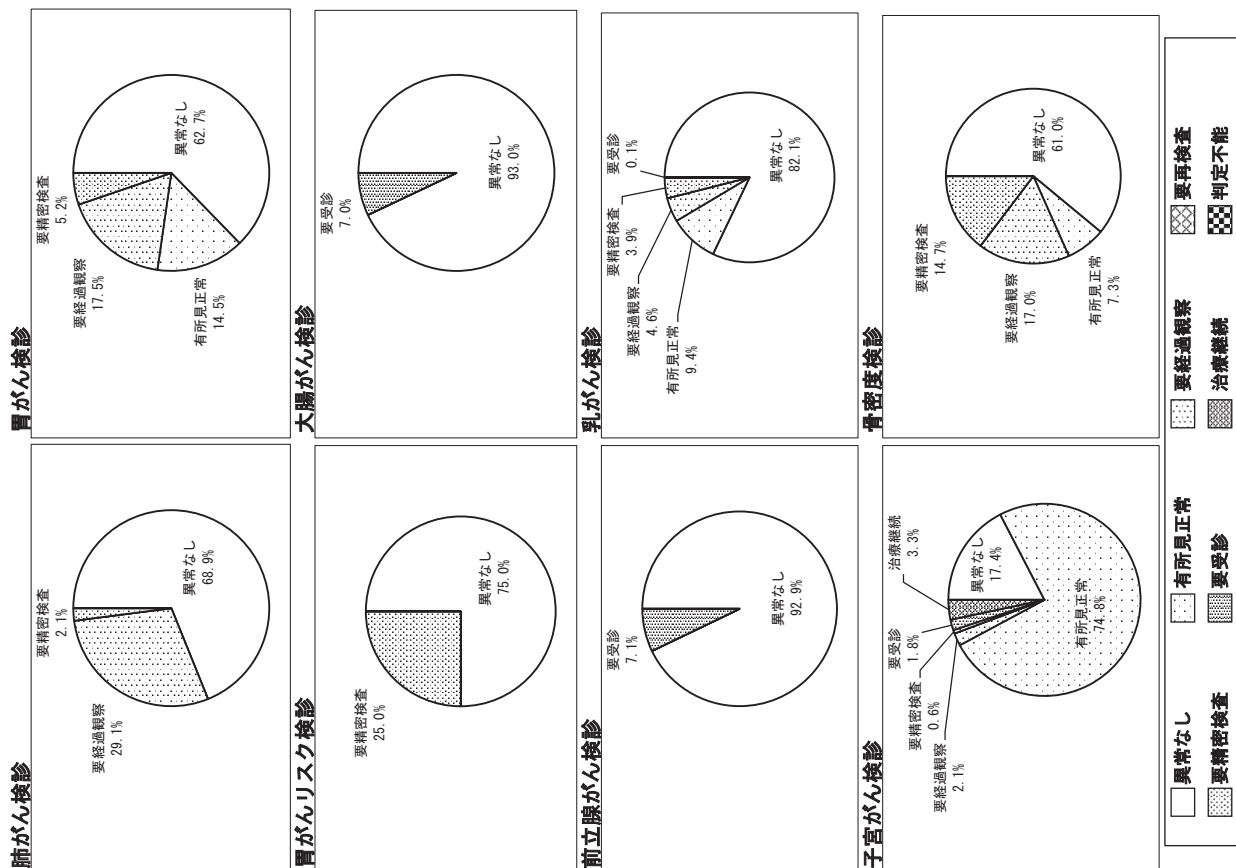 肺がん検診
要精密検査
2.1%
要経過観察
29.1%
異常なし
68.9%
胃がん検診
要精密検査
5.2%
要経過観察
17.5%
有所見正常
14.5%
異常なし
62.7%
胃がんリスク検診
要精密検査
25.0%
異常なし
75.0%
大腸がん検診
要受診
7.0%
異常なし
93.0%
前立腺がん検診
要受診
7.1%
異常なし
92.9%
乳がん検診
要受診
0.1%
要精密検査
3.9%
要経過観察
4.6%
有所見正常
9.4%
異常なし
82.1%
子宮がん検診
治療継続
3.3%
要受診
1.8%
要精密検査
0.6%
要経過観察
2.1%
異常なし
17.4%
有所見正常
74.8%
骨密度検診
要精密検査
14.7%
要経過観察
17.0%
有所見正常
7.3%
異常なし
61.0%
異常なし 有所見正常 要経過観察 要再検査
要精密検査 要受診 治療継続 判定不能